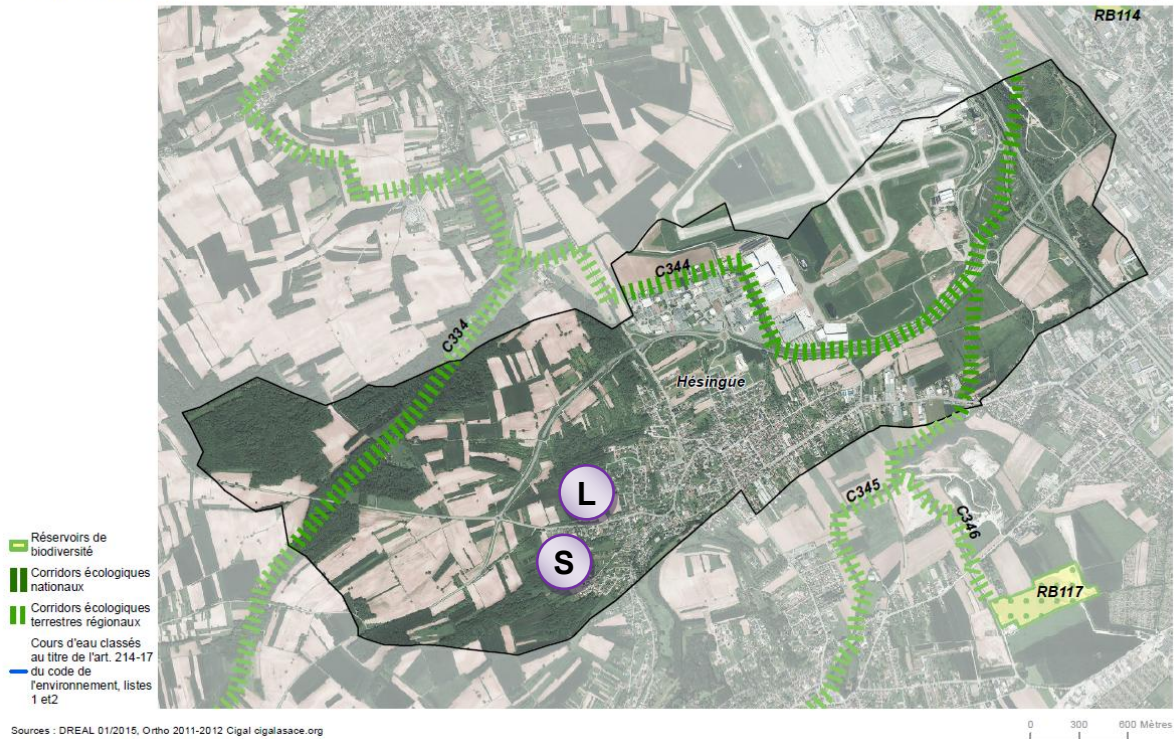 RB114
C344
C334
Hésingue
L
C345
S
C346
RB117
Réservoirs de
biodiversité
Corridors écologiques
nationaux
Corridors écologiques
terrestres régionaux
Cours d'eau classés
au titre de l'art. 214-17
du code de
l'environnement, listes
1 et2
Sources : DREAL 01/2015, Ortho 2011-2012 Cigal cigalasace.org
0 300 600 Mètres